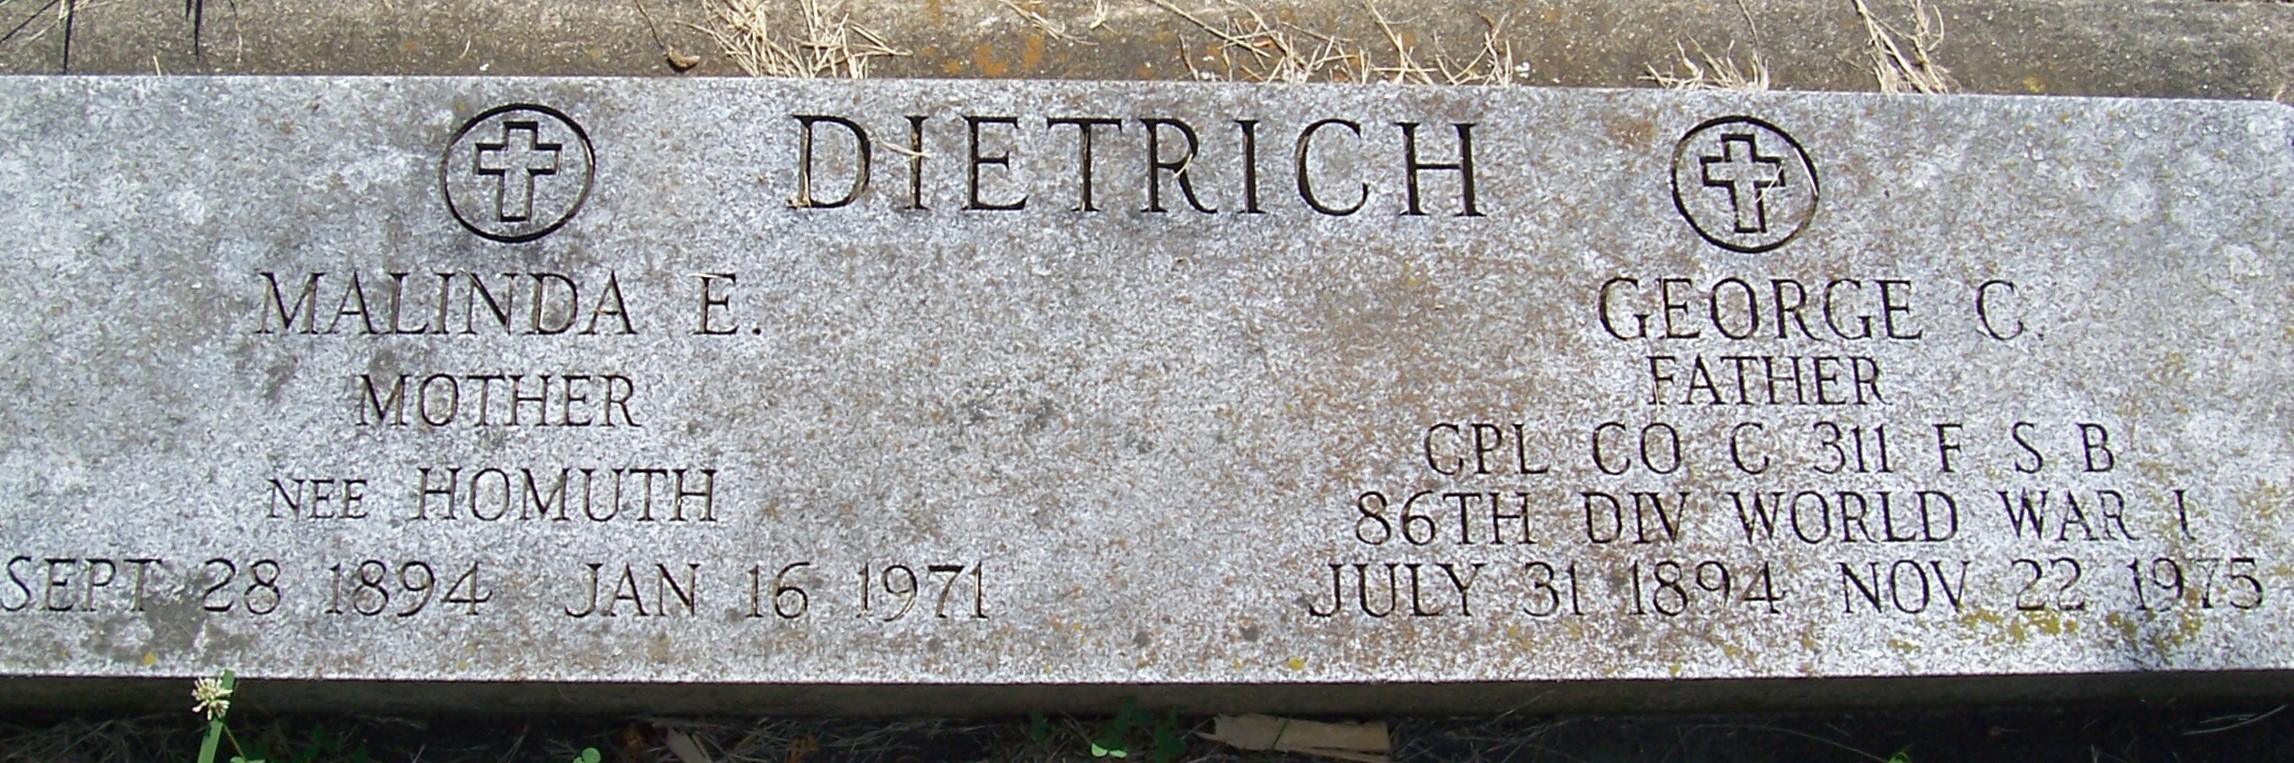 DIETRICH
MALINDA E.
MOTHER
NEE HOMUTH
SEPT 28 1894 JAN 16 1971
GEORGE C.
FATHER
CPL CO C 311 F S B
86TH DIV WORLD WAR I
JULY 31 1894 NOV 22 1975